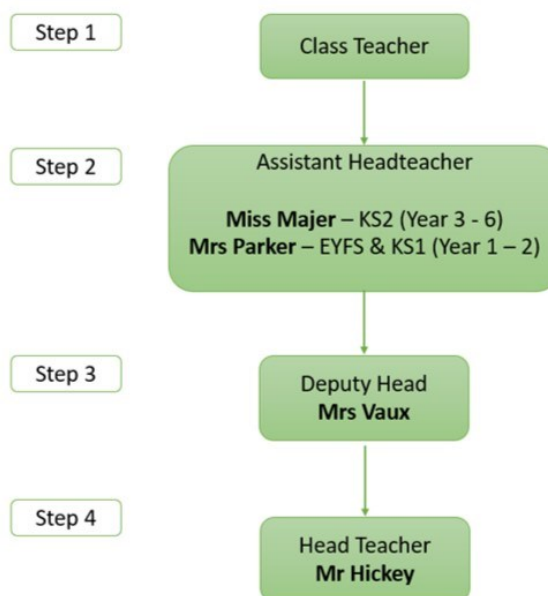 Step 1
Class Teacher
Step 2
Assistant Headteacher
Miss Majer – KS2 (Year 3 - 6)
Mrs Parker – EYFS & KS1 (Year 1 – 2)
Step 3
Deputy Head
Mrs Vaux
Step 4
Head Teacher
Mr Hickey